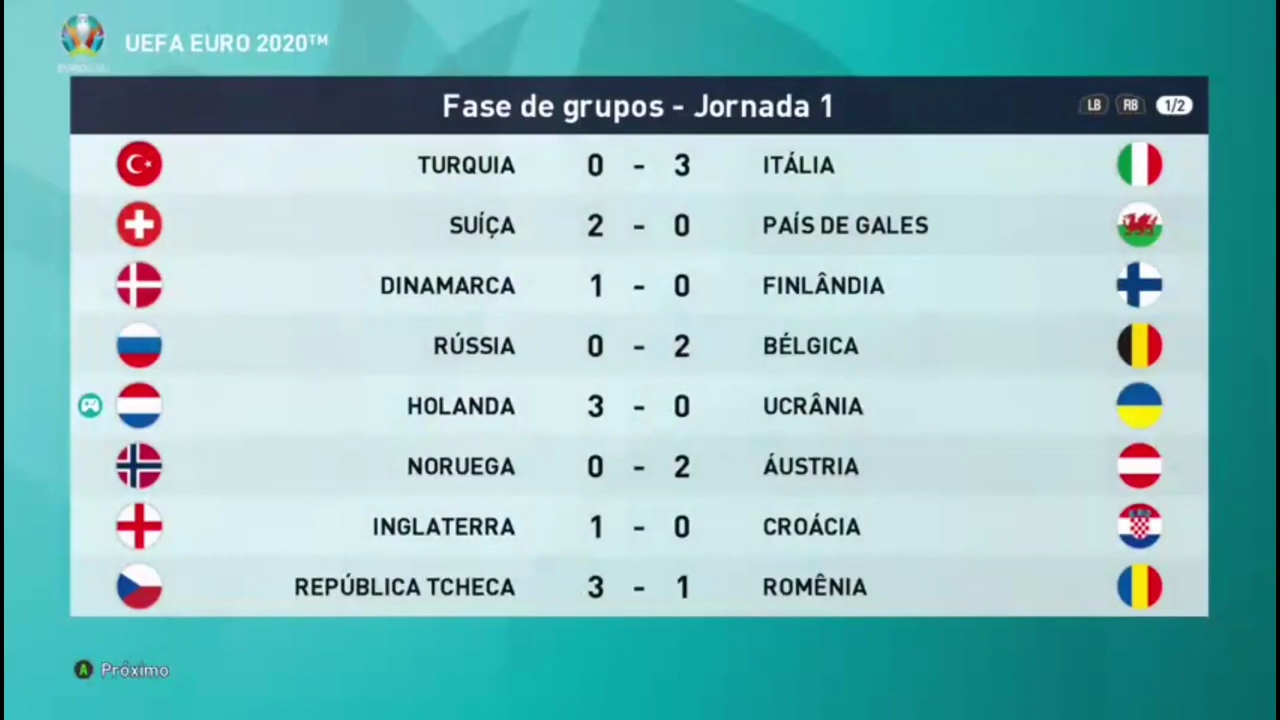 UEFA EURO 2020™
Fase de grupos - Jornada 1 LB RB 1/2
TURQUIA 0 - 3 ITÁLIA
SUÍÇA 2 - 0 PAÍS DE GALES
DINAMARCA 1 - 0 FINLÂNDIA
RÚSSIA 0 - 2 BÉLGICA
HOLANDA 3 - 0 UCRÂNIA
NORUEGA 0 - 2 ÁUSTRIA
INGLATERRA 1 - 0 CROÁCIA
REPÚBLICA TCHECA 3 - 1 ROMÊNIA
A Próximo